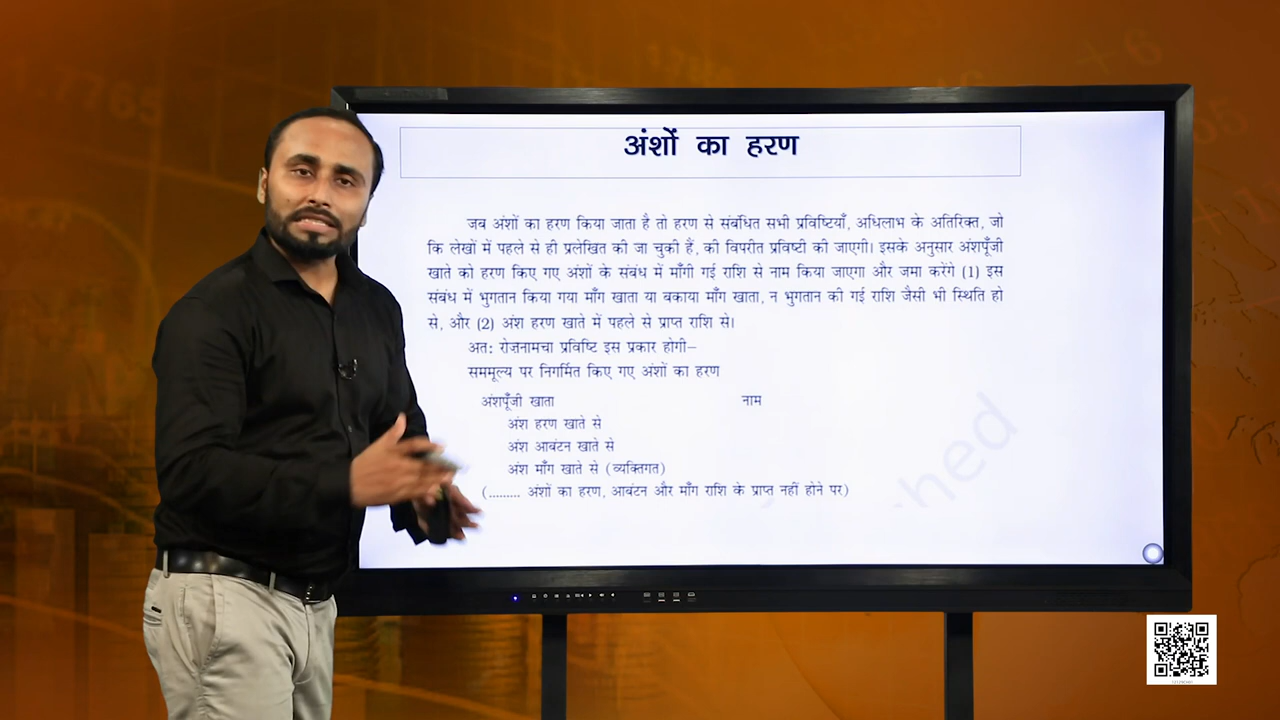 अंशों का हरण
जब अंशों का हरण किया जाता है तो हरण से संबंधित सभी प्रविष्टियाँ, अधिलाभ के अतिरिक्त, जो
कि लेखों में पहले से ही प्रलेखित की जा चुकी हैं, की विपरीत प्रविष्टी की जाएगी। इसके अनुसार अंशपूँजी
खाते को हरण किए गए अंशों के संबंध में माँगी गई राशि से नाम किया जाएगा और जमा करेंगे (1) इस
संबंध में भुगतान किया गया माँग खाता या बकाया माँग खाता, न भुगतान की गई राशि जैसी भी स्थिति हो
से, और (2) अंश हरण खाते में पहले से प्राप्त राशि से।
अत: रोजनामचा प्रविष्टि इस प्रकार होगी–
सममूल्य पर निर्गमित किए गए अंशों का हरण
अंशपूँजी खाता नाम
अंश हरण खाते से
अंश आबंटन खाते से
अंश माँग खाते से (व्यक्तिगत)
(......... अंशों का हरण, आबंटन और माँग राशि के प्राप्त नहीं होने पर)